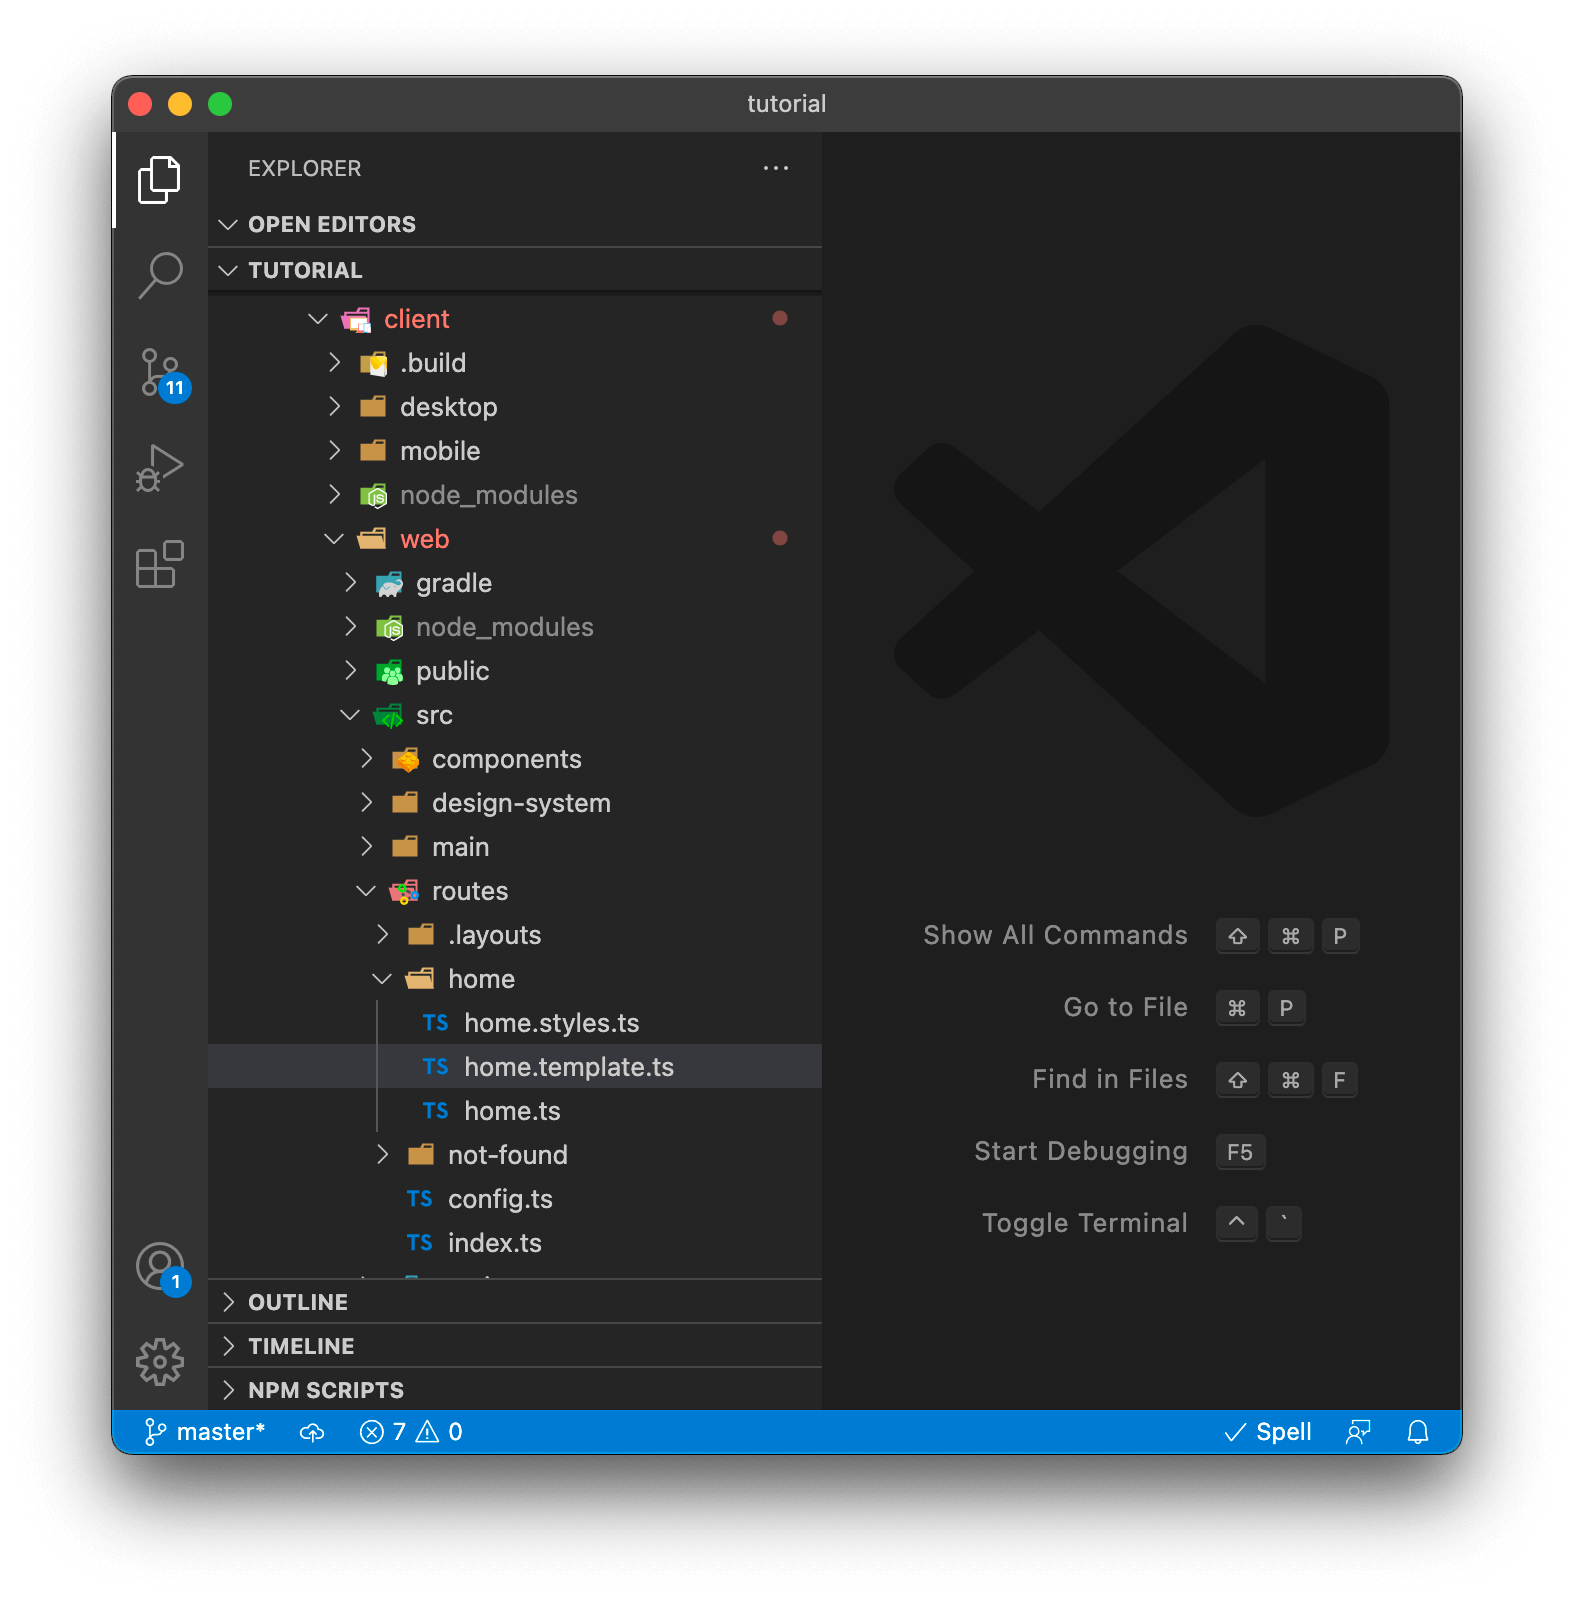 tutorial
EXPLORER
OPEN EDITORS
TUTORIAL
client
.build
desktop
mobile
node_modules
web
gradle
node_modules
public
src
components
design-system
main
routes
.layouts
home
TS home.styles.ts
TS home.template.ts
TS home.ts
not-found
TS config.ts
TS index.ts
OUTLINE
TIMELINE
NPM SCRIPTS
11
1
Show All Commands ⇧ ⌘ P
Go to File ⌘ P
Find in Files ⇧ ⌘ F
Start Debugging F5
Toggle Terminal ^ `
master* 7 0 Spell